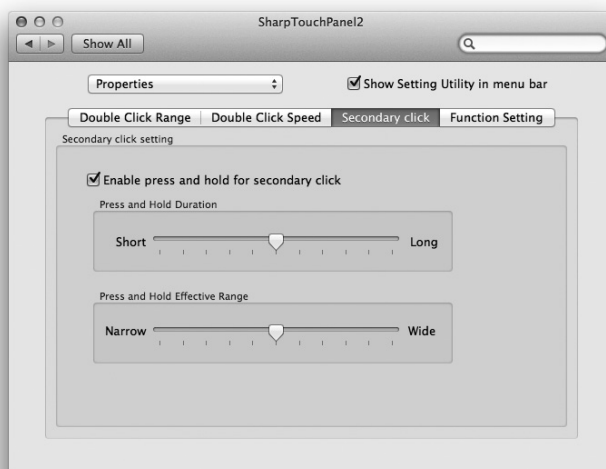 SharpTouchPanel2
Show All
Properties
Show Setting Utility in menu bar
Double Click Range
Double Click Speed
Secondary click
Function Setting
Secondary click setting
Enable press and hold for secondary click
Press and Hold Duration
Short
Long
Press and Hold Effective Range
Narrow
Wide